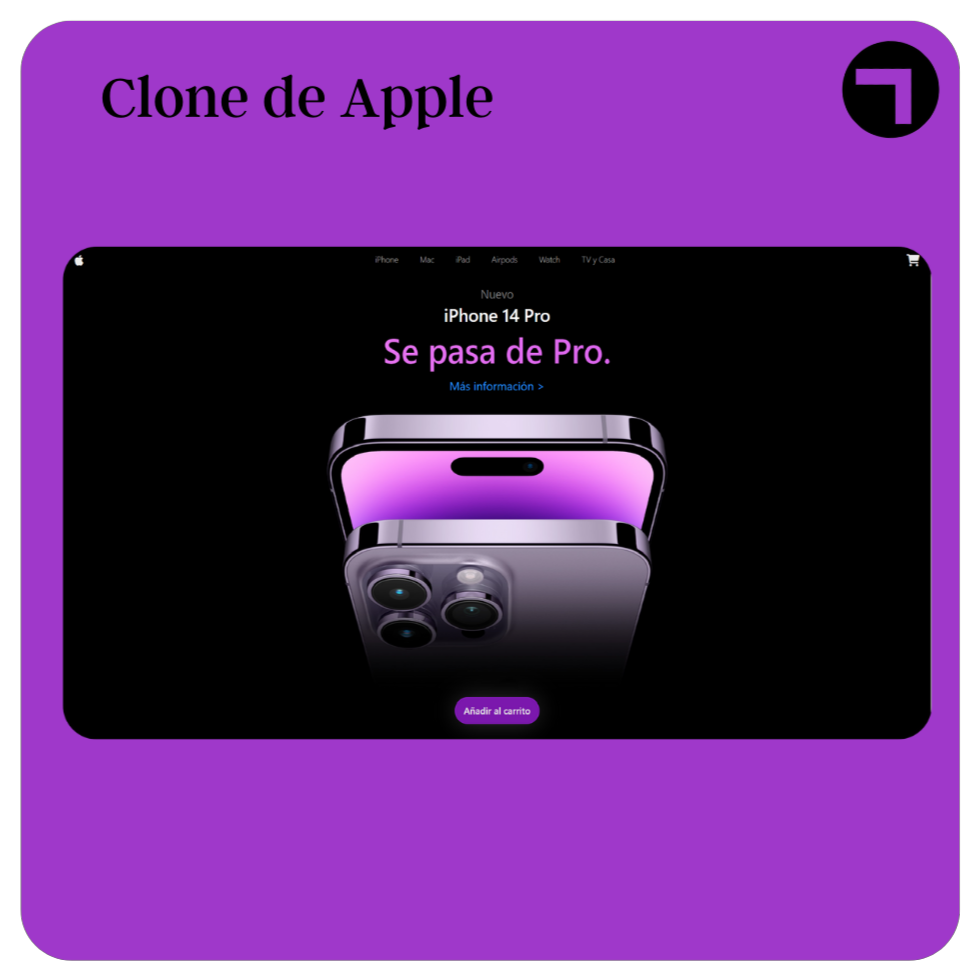 Clone de Apple
iPhone Mac iPad Airpods Watch TV y Casa
Nuevo
iPhone 14 Pro
Se pasa de Pro.
Más información >
Añadir al carrito